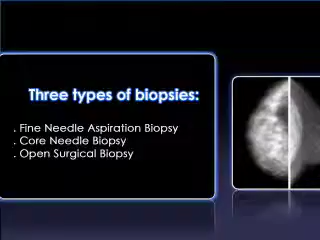 Three types of biopsies:
. Fine Needle Aspiration Biopsy
. Core Needle Biopsy
. Open Surgical Biopsy